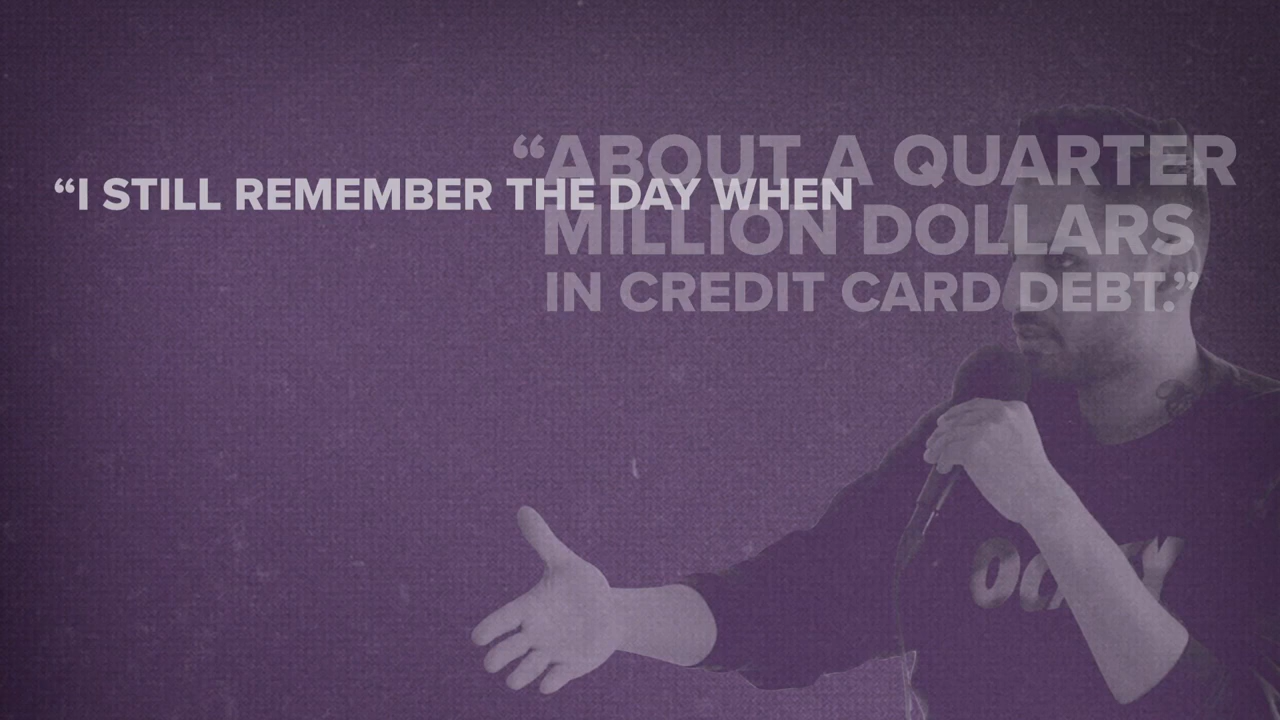 “I STILL REMEMBER THE DAY WHEN
“ABOUT A QUARTER
MILLION DOLLARS
IN CREDIT CARD DEBT.”